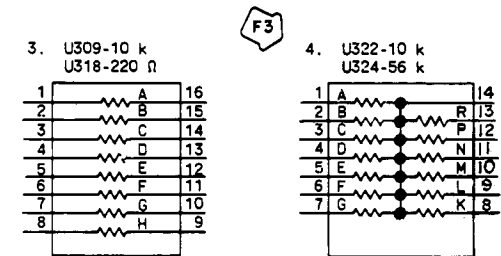 F3
3. U309-10 k
U318-220 Ω
1 A 16
2 B 15
3 C 14
4 D 13
5 E 12
6 F 11
7 G 10
8 H 9
4. U322-10 k
U324-56 k
1 A 14
2 B R 13
3 C P 12
4 D N 11
5 E M 10
6 F L 9
7 G K 8